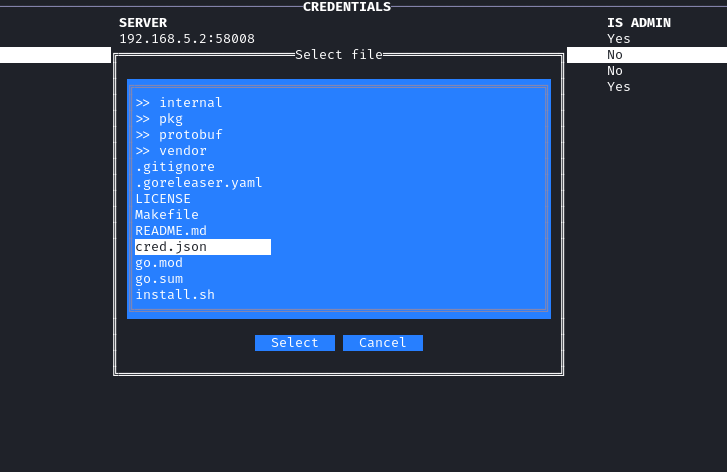 CREDENTIALS
SERVER IS ADMIN
192.168.5.2:58008 Yes
Select file No
No
Yes
>> internal
>> pkg
>> protobuf
>> vendor
.gitignore
.goreleaser.yaml
LICENSE
Makefile
README.md
cred.json
go.mod
go.sum
install.sh
Select Cancel